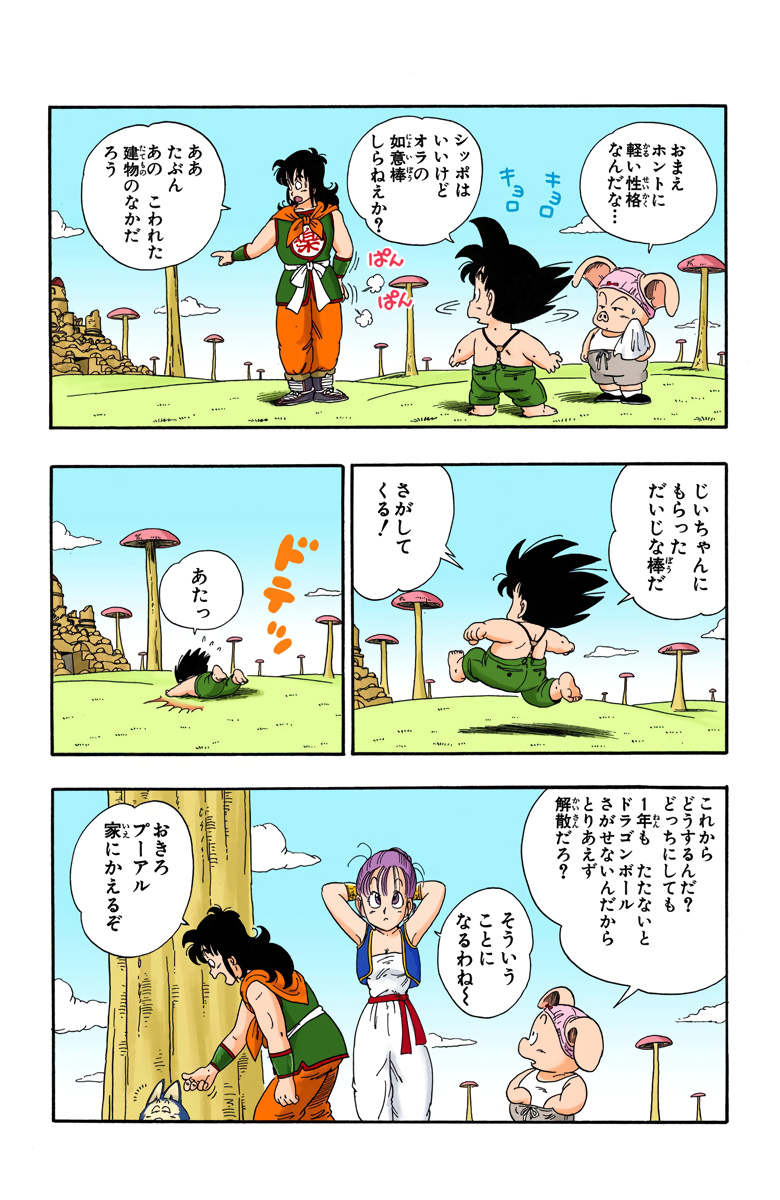 おまえ
ホントに
軽い性格
なんだな…
キョロ
キョロ
シッポは
いいけど
オラの
如意棒
しらねえか？
ぱん
ぱん
ああ
たぶん
あの こわれた
建物のなかだ
ろう
じいちゃんに
もらった
だいじな棒だ
さがして
くる！
ドテッ
あたっ
これから
どうするんだ？
どっちにしても
1年も たたないと
ドラゴンボール
さがせないんだから
とりあえず
解散だろ？
そういう
ことに
なるわね～
おきろ
プーアル
家にかえるぞ